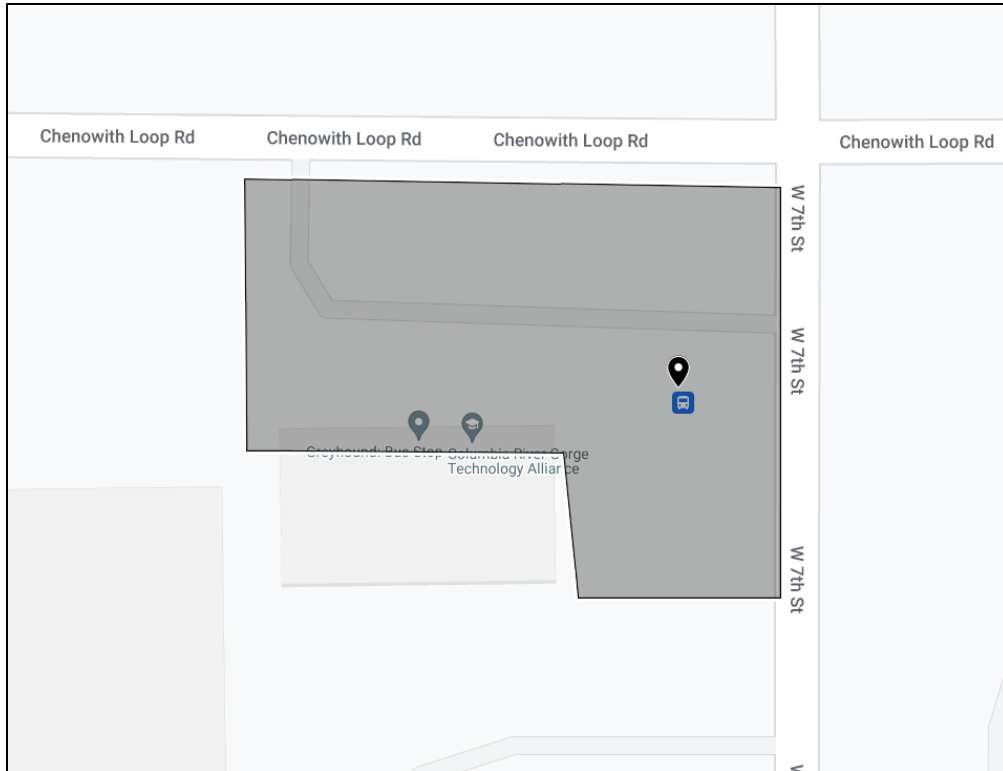 Chenowith Loop Rd
Chenowith Loop Rd
Chenowith Loop Rd
Chenowith Loop Rd
W 7th St
W 7th St
Greyhound: Bus Stop
Columbia River Gorge
Technology Alliance
W 7th St
W